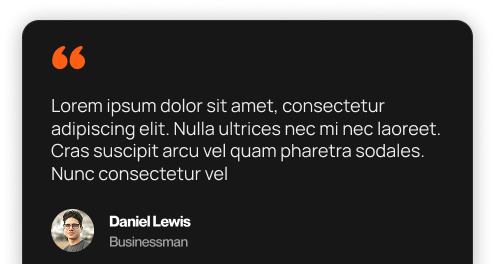 “
Lorem ipsum dolor sit amet, consectetur
adipiscing elit. Nulla ultrices nec mi nec laoreet.
Cras suscipit arcu vel quam pharetra sodales.
Nunc consectetur vel
Daniel Lewis
Businessman